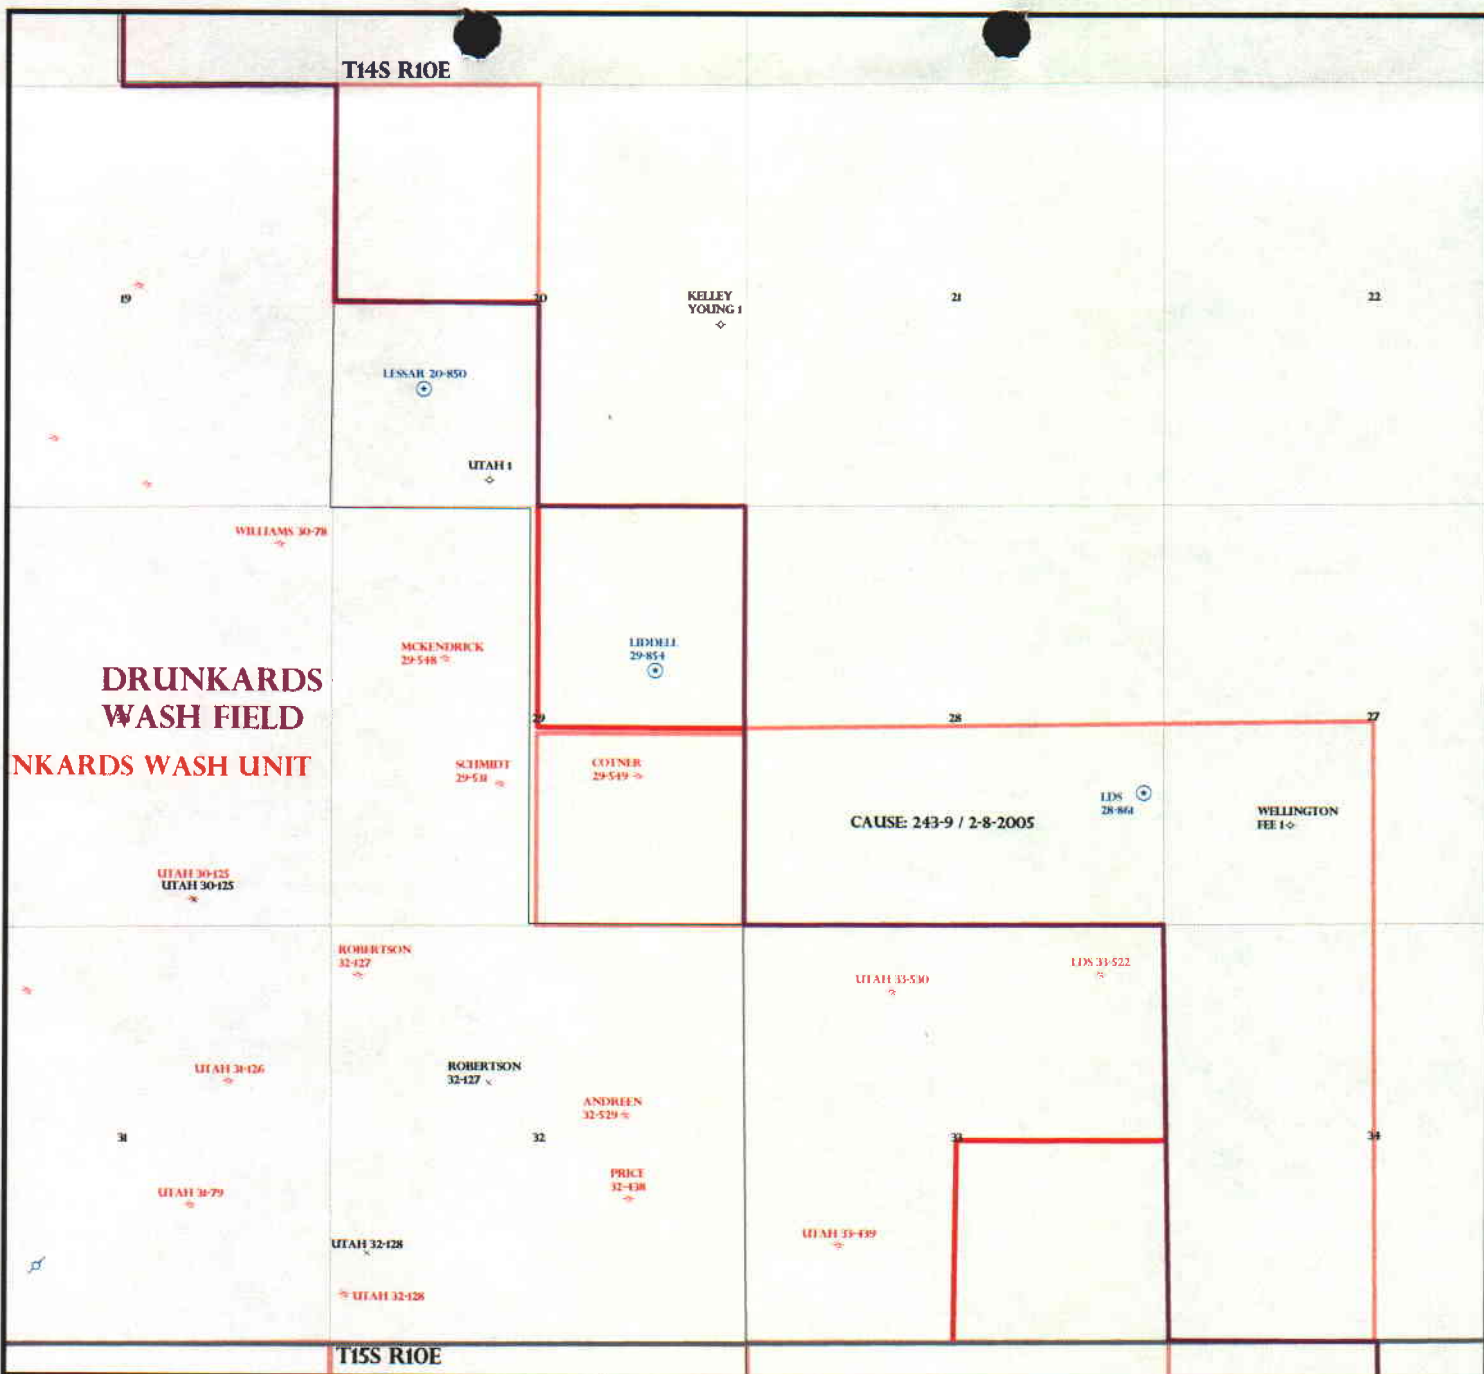 T14S R10E
19
20
KELLEY
YOUNG 1
21
22
LESSAR 20-850
UTAH 1
WILLIAMS 30-78
MCKENDRICK
29-548
LIDDELL
29-854
DRUNKARDS
WASH FIELD
29
28
27
NKARDS WASH UNIT
SCHMIDT
29-531
COTNER
29-549
CAUSE: 243-9 / 2-8-2005
LDS
28-861
WELLINGTON
FEE 1
UTAH 30-125
UTAH 30-125
ROBERTSON
32-127
UTAH 33-530
LDS 33-522
UTAH 31-126
ROBERTSON
32-127
ANDREEN
32-529
31
32
33
34
PRICE
32-438
UTAH 31-79
UTAH 33-439
UTAH 32-128
UTAH 32-128
T15S R10E